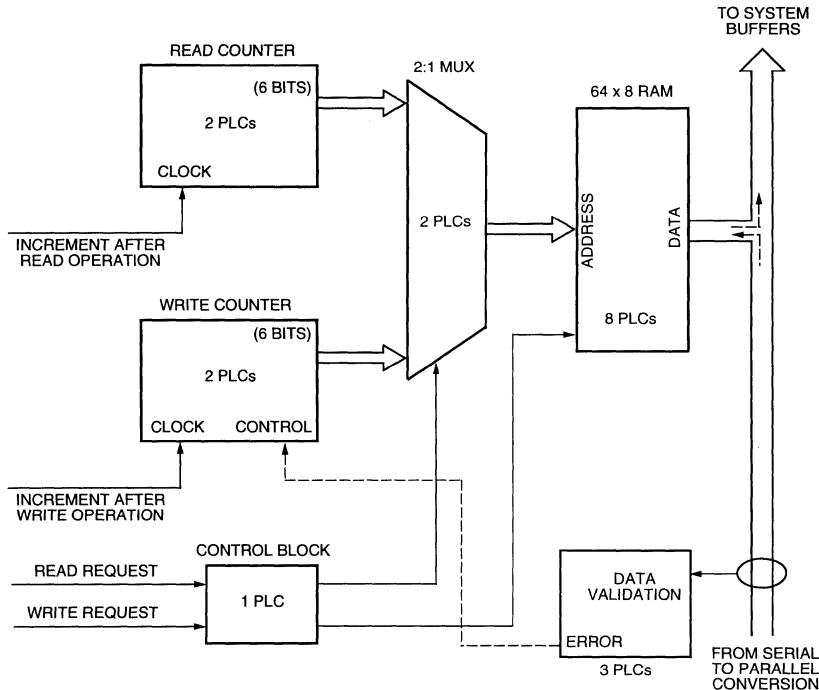 TO SYSTEM
BUFFERS
READ COUNTER
(6 BITS)
2 PLCs
CLOCK
2:1 MUX
2 PLCs
64 x 8 RAM
ADDRESS
DATA
8 PLCs
INCREMENT AFTER
READ OPERATION
WRITE COUNTER
(6 BITS)
2 PLCs
CLOCK
CONTROL
INCREMENT AFTER
WRITE OPERATION
CONTROL BLOCK
READ REQUEST
1 PLC
WRITE REQUEST
DATA
VALIDATION
ERROR
3 PLCs
FROM SERIAL
TO PARALLEL
CONVERSION